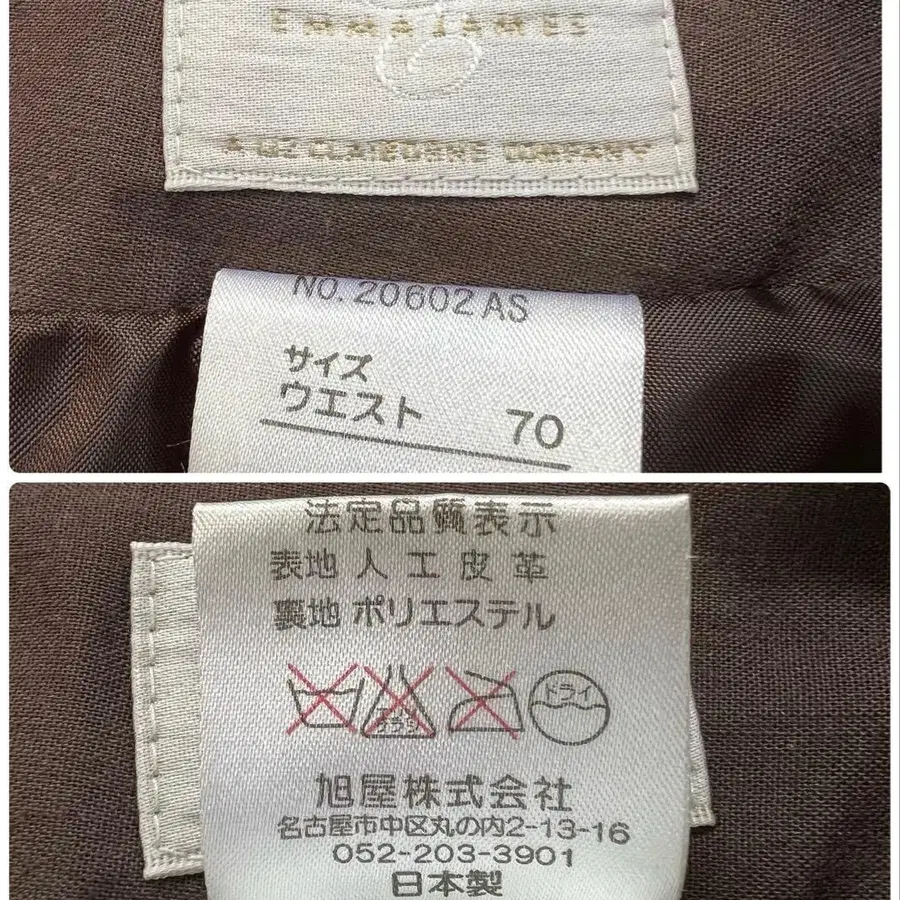 EMMA JAMES
A LIZ CLAIBORNE COMPANY
NO.20602AS
サイズ
ウエスト 70
法定品質表示
表地 人工皮革
裏地 ポリエステル
エンソ
ドライ
旭屋株式会社
名古屋市中区丸の内2-13-16
052-203-3901
日本製